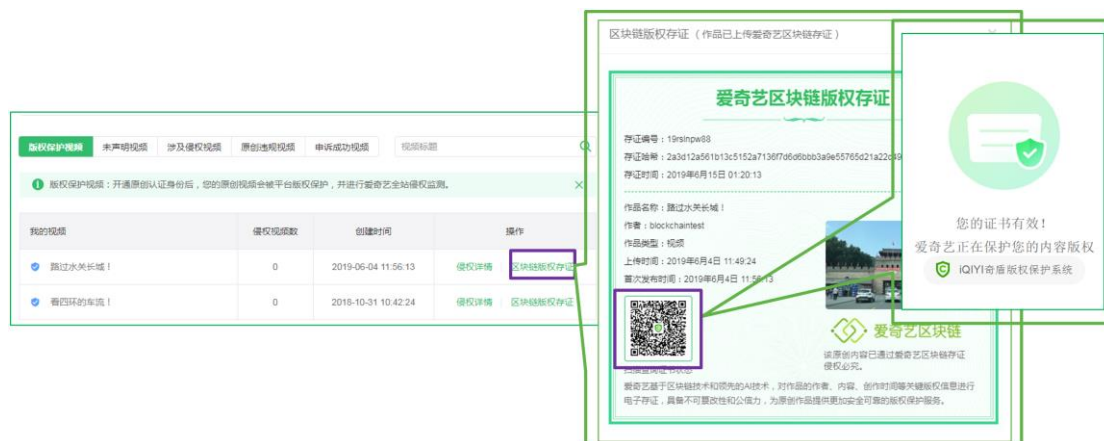 版权保护视频 未声明视频 涉及侵权视频 原创违规视频 申诉成功视频 视频标题
版权保护视频：开通原创认证身份后，您的原创视频会被平台版权保护，并进行爱奇艺全站侵权监测。
我的视频 侵权视频数 创建时间 操作
路过水关长城！ 0 2019-06-04 11:56:13 侵权详情 区块链版权存证
看四环的车流！ 0 2018-10-31 10:42:24 侵权详情 区块链版权存证
区块链版权存证（作品已上传爱奇艺区块链存证）
爱奇艺区块链版权存证
存证编号：19rslnpw88
存证哈希：
存证时间：2019年6月15日 01:20:13
作品名称：路过水关长城！
作者：blockchaintest
作品类型：视频
上传时间：2019年6月4日 11:49:24
首次发布时间：2019年6月4日 11:56:13
扫描查询证书状态
爱奇艺区块链
该原创内容已通过爱奇艺区块链存证
侵权必究。
爱奇艺基于区块链技术和领先的AI技术，对作品的作者、内容、创作时间等关键版权信息进行
电子存证，具备不可篡改性和公信力，为原创作品提供更加安全可靠的版权保护服务。
您的证书有效！
爱奇艺正在保护您的内容版权
iQIYI奇盾版权保护系统